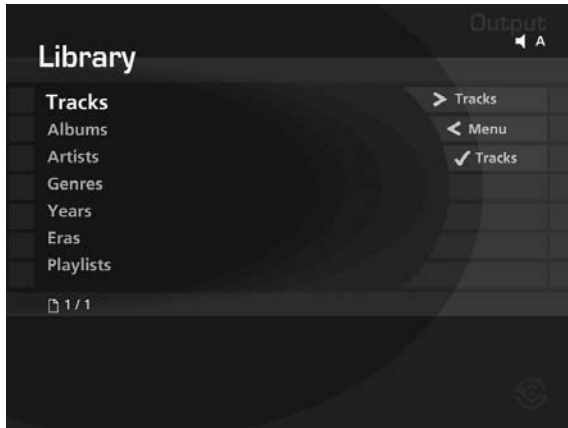 Output
A
Library
Tracks
Albums
Artists
Genres
Years
Eras
Playlists
> Tracks
< Menu
✓ Tracks
1 / 1